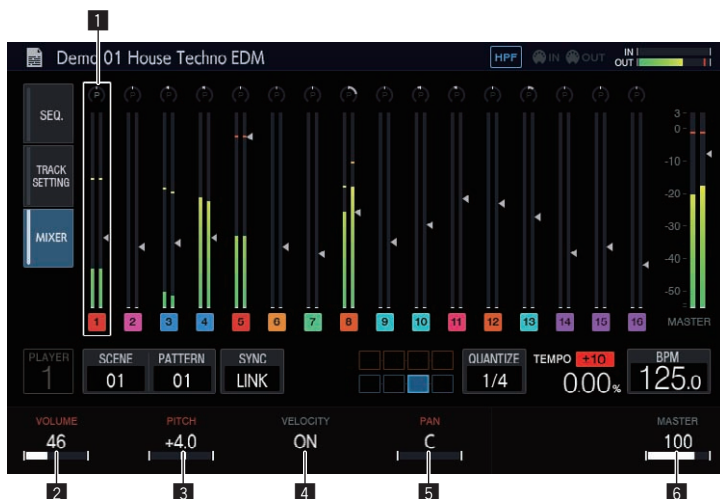 1
Demo 01 House Techno EDM
HPF
IN
OUT
IN
OUT
P P P P P P P P P P P P P P P P
SEQ.
TRACK
SETTING
MIXER
3
0
-10
-20
-30
-40
-50
1 2 3 4 5 6 7 8 9 10 11 12 13 14 15 16 MASTER
PLAYER
1
SCENE
01
PATTERN
01
SYNC
LINK
QUANTIZE
1/4
TEMPO ±10
0.00%
BPM
125.0
VOLUME
46
PITCH
+4.0
VELOCITY
ON
PAN
C
MASTER
100
2 3 4 5 6